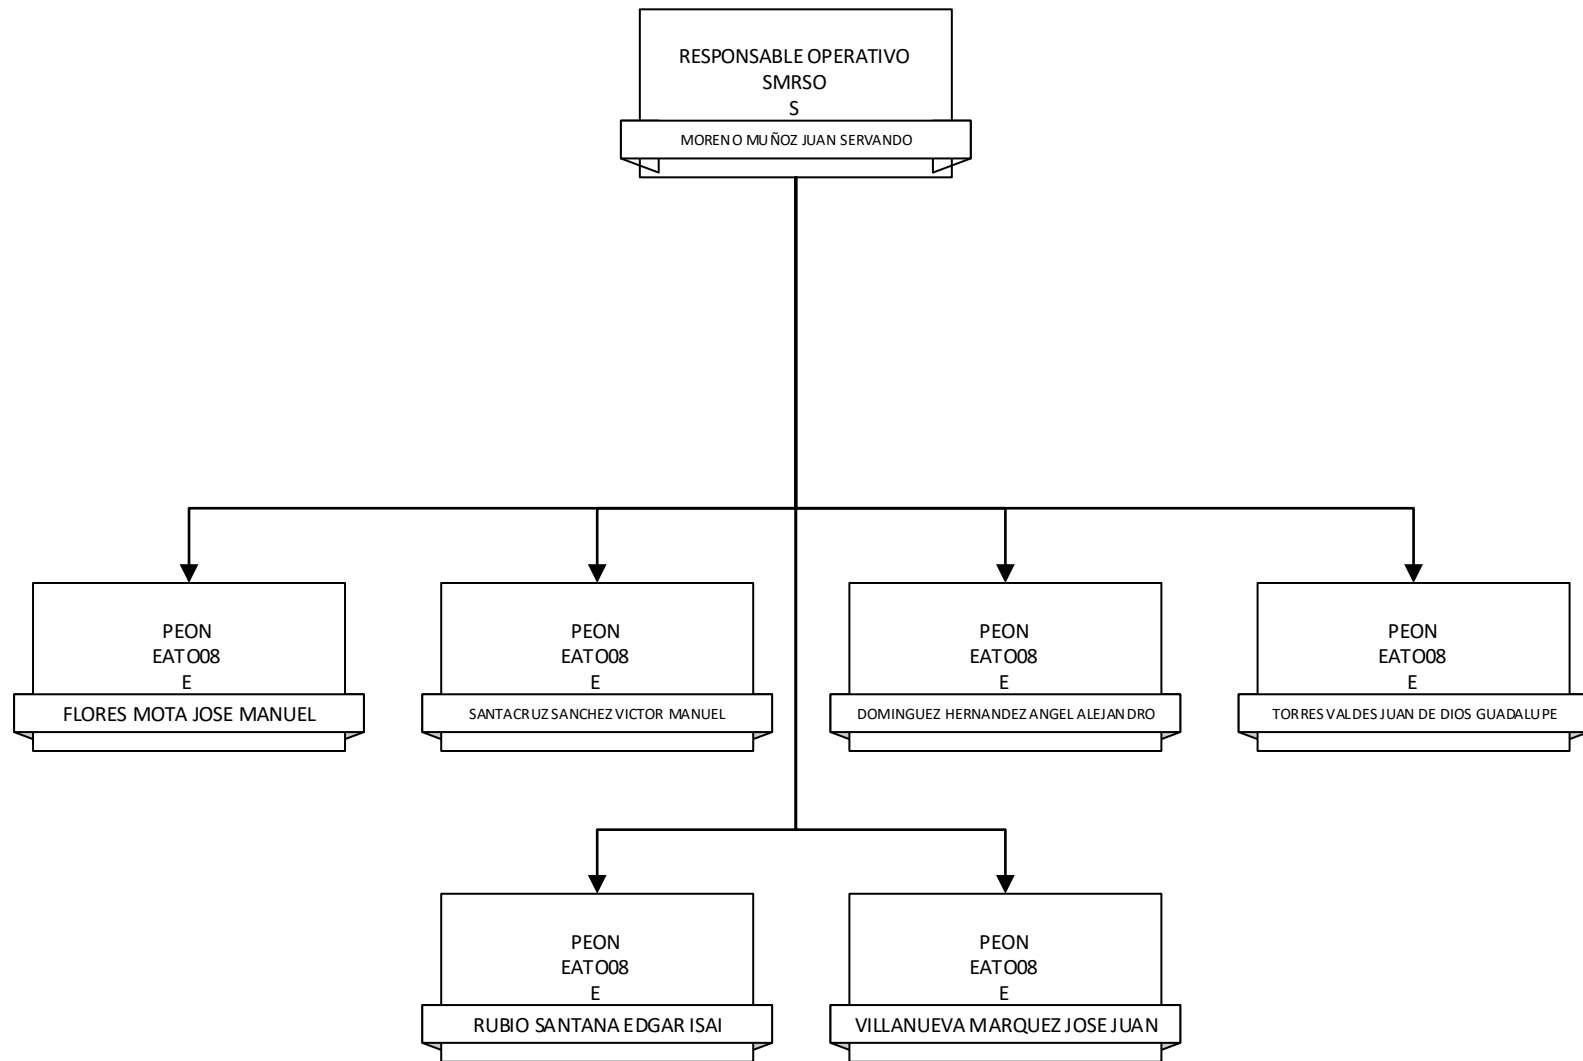 RESPONSABLE OPERATIVO
SMRSO
S
MORENO MUÑOZ JUAN SERVANDO
PEON
EATO08
E
FLORES MOTA JOSE MANUEL
PEON
EATO08
E
SANTACRUZ SANCHEZ VICTOR MANUEL
PEON
EATO08
E
DOMINGUEZ HERNANDEZ ANGEL ALEJANDRO
PEON
EATO08
E
TORRES VALDES JUAN DE DIOS GUADALUPE
PEON
EATO08
E
RUBIO SANTANA EDGAR ISAI
PEON
EATO08
E
VILLANUEVA MARQUEZ JOSE JUAN